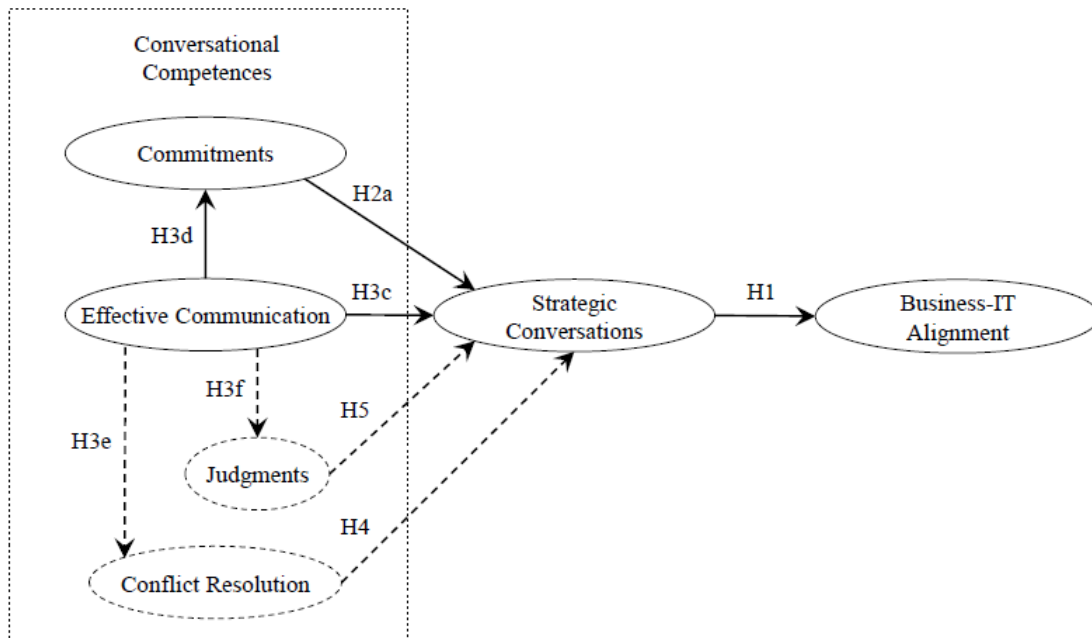 Conversational
Competences
Commitments
H2a
H3d
Effective Communication
H3c
Strategic
Conversations
H1
Business-IT
Alignment
H3f
H5
H3e
Judgments
H4
Conflict Resolution